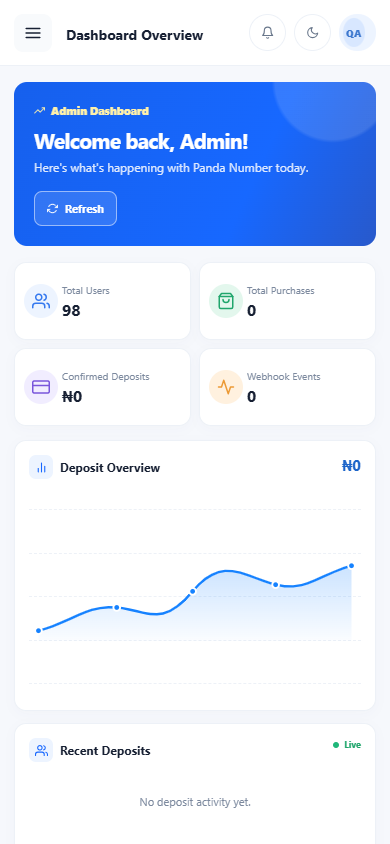 Dashboard Overview
QA
Admin Dashboard
Welcome back, Admin!
Here's what's happening with Panda Number today.
Refresh
Total Users
98
Total Purchases
0
Confirmed Deposits
₦0
Webhook Events
0
Deposit Overview
₦0
Recent Deposits
Live
No deposit activity yet.